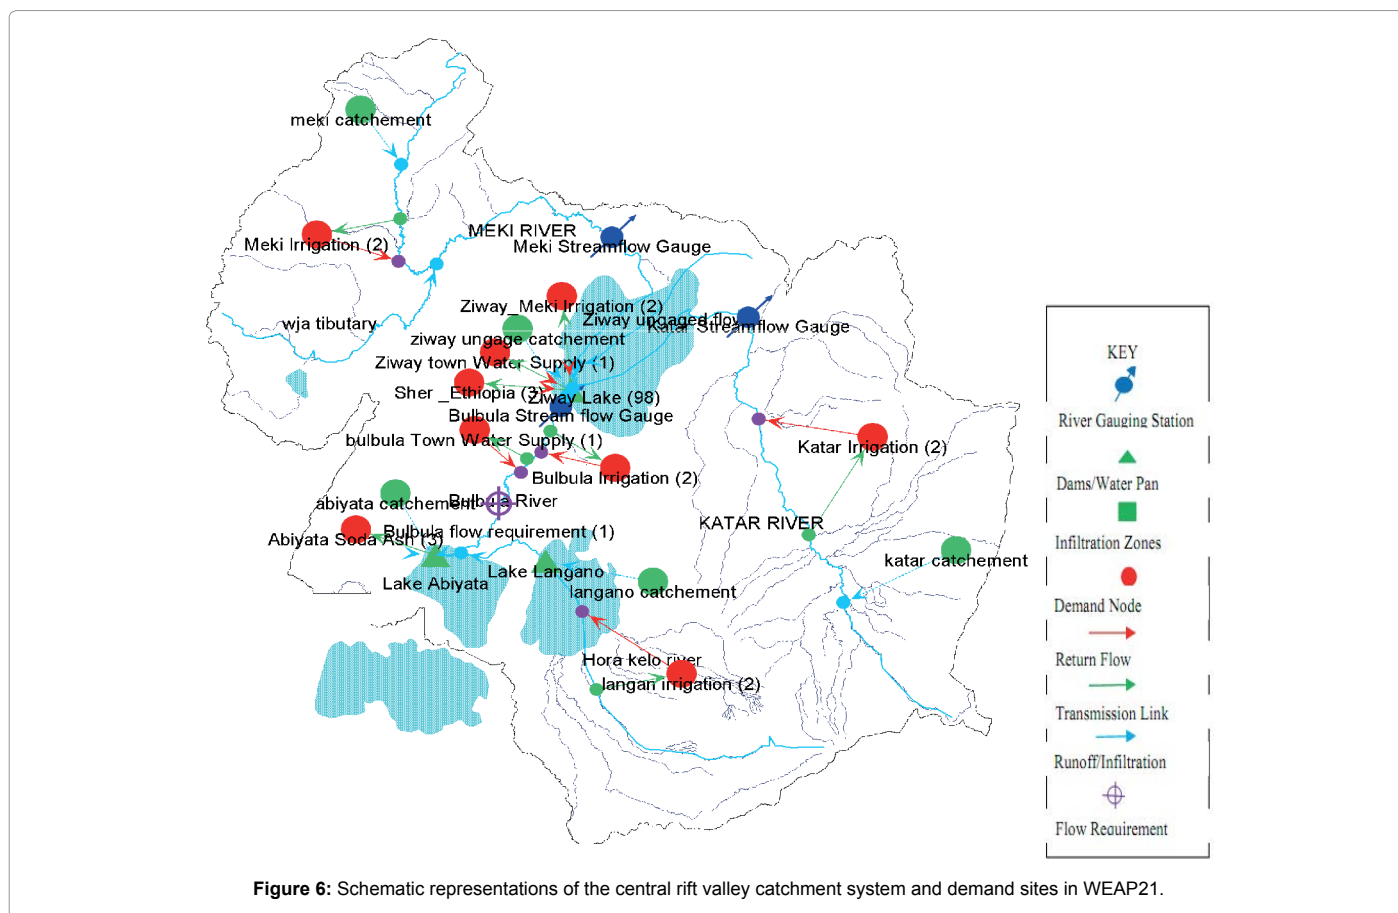 meki catchement
MEKI RIVER
Meki Irrigation (2)
Meki Streamflow Gauge
Ziway_Meki Irrigation (2)
Ziway ungaged flow
wja tibutary
Katar Streamflow Gauge
ziway ungage catchement
Ziway town Water Supply (1)
Sher _Ethiopia (3)
Ziway Lake (98)
Bulbula Stream flow Gauge
bulbula Town Water Supply (1)
Katar Irrigation (2)
Bulbula Irrigation (2)
abiyata catchement
Bulbula River
KATAR RIVER
Bulbula flow requirement (1)
Abiyata Soda Ash (3)
katar catchement
Lake Langano
Lake Abiyata
langano catchement
Hora kelo river
langan irrigation (2)
KEY
River Gauging Station
Dams/Water Pan
Infiltration Zones
Demand Node
Return Flow
Transmission Link
Runoff/Infiltration
Flow Requirement
Figure 6: Schematic representations of the central rift valley catchment system and demand sites in WEAP21.